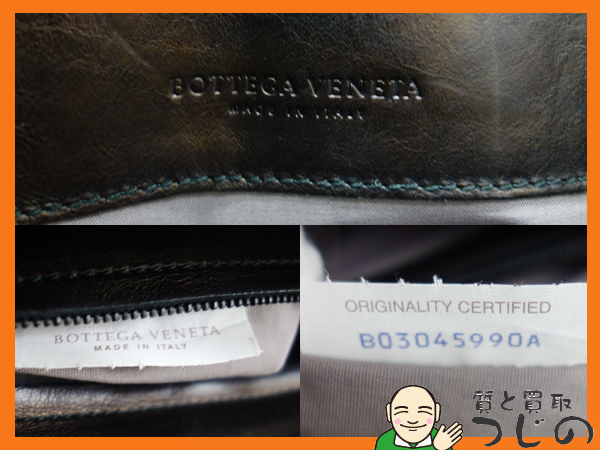 BOTTEGA VENETA
MADE IN ITALY
BOTTEGA VENETA
MADE IN ITALY
ORIGINALITY CERTIFIED
B03045990A
質と買取
つじの